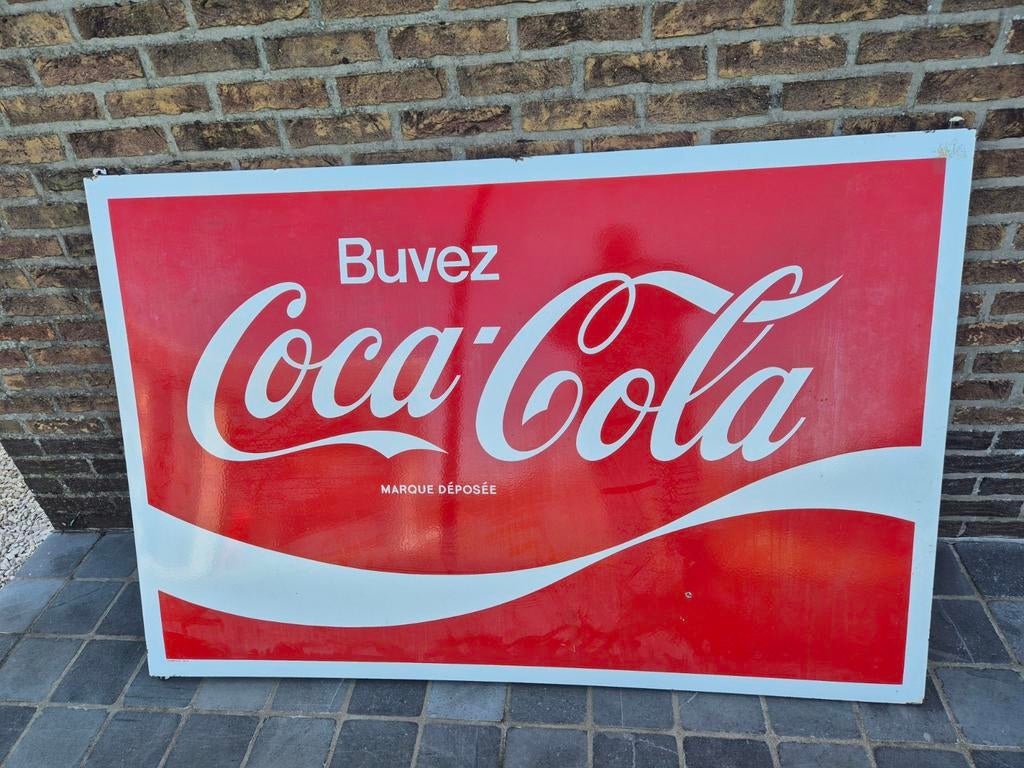 Buvez
Coca-Cola
MARQUE DÉPOSÉE